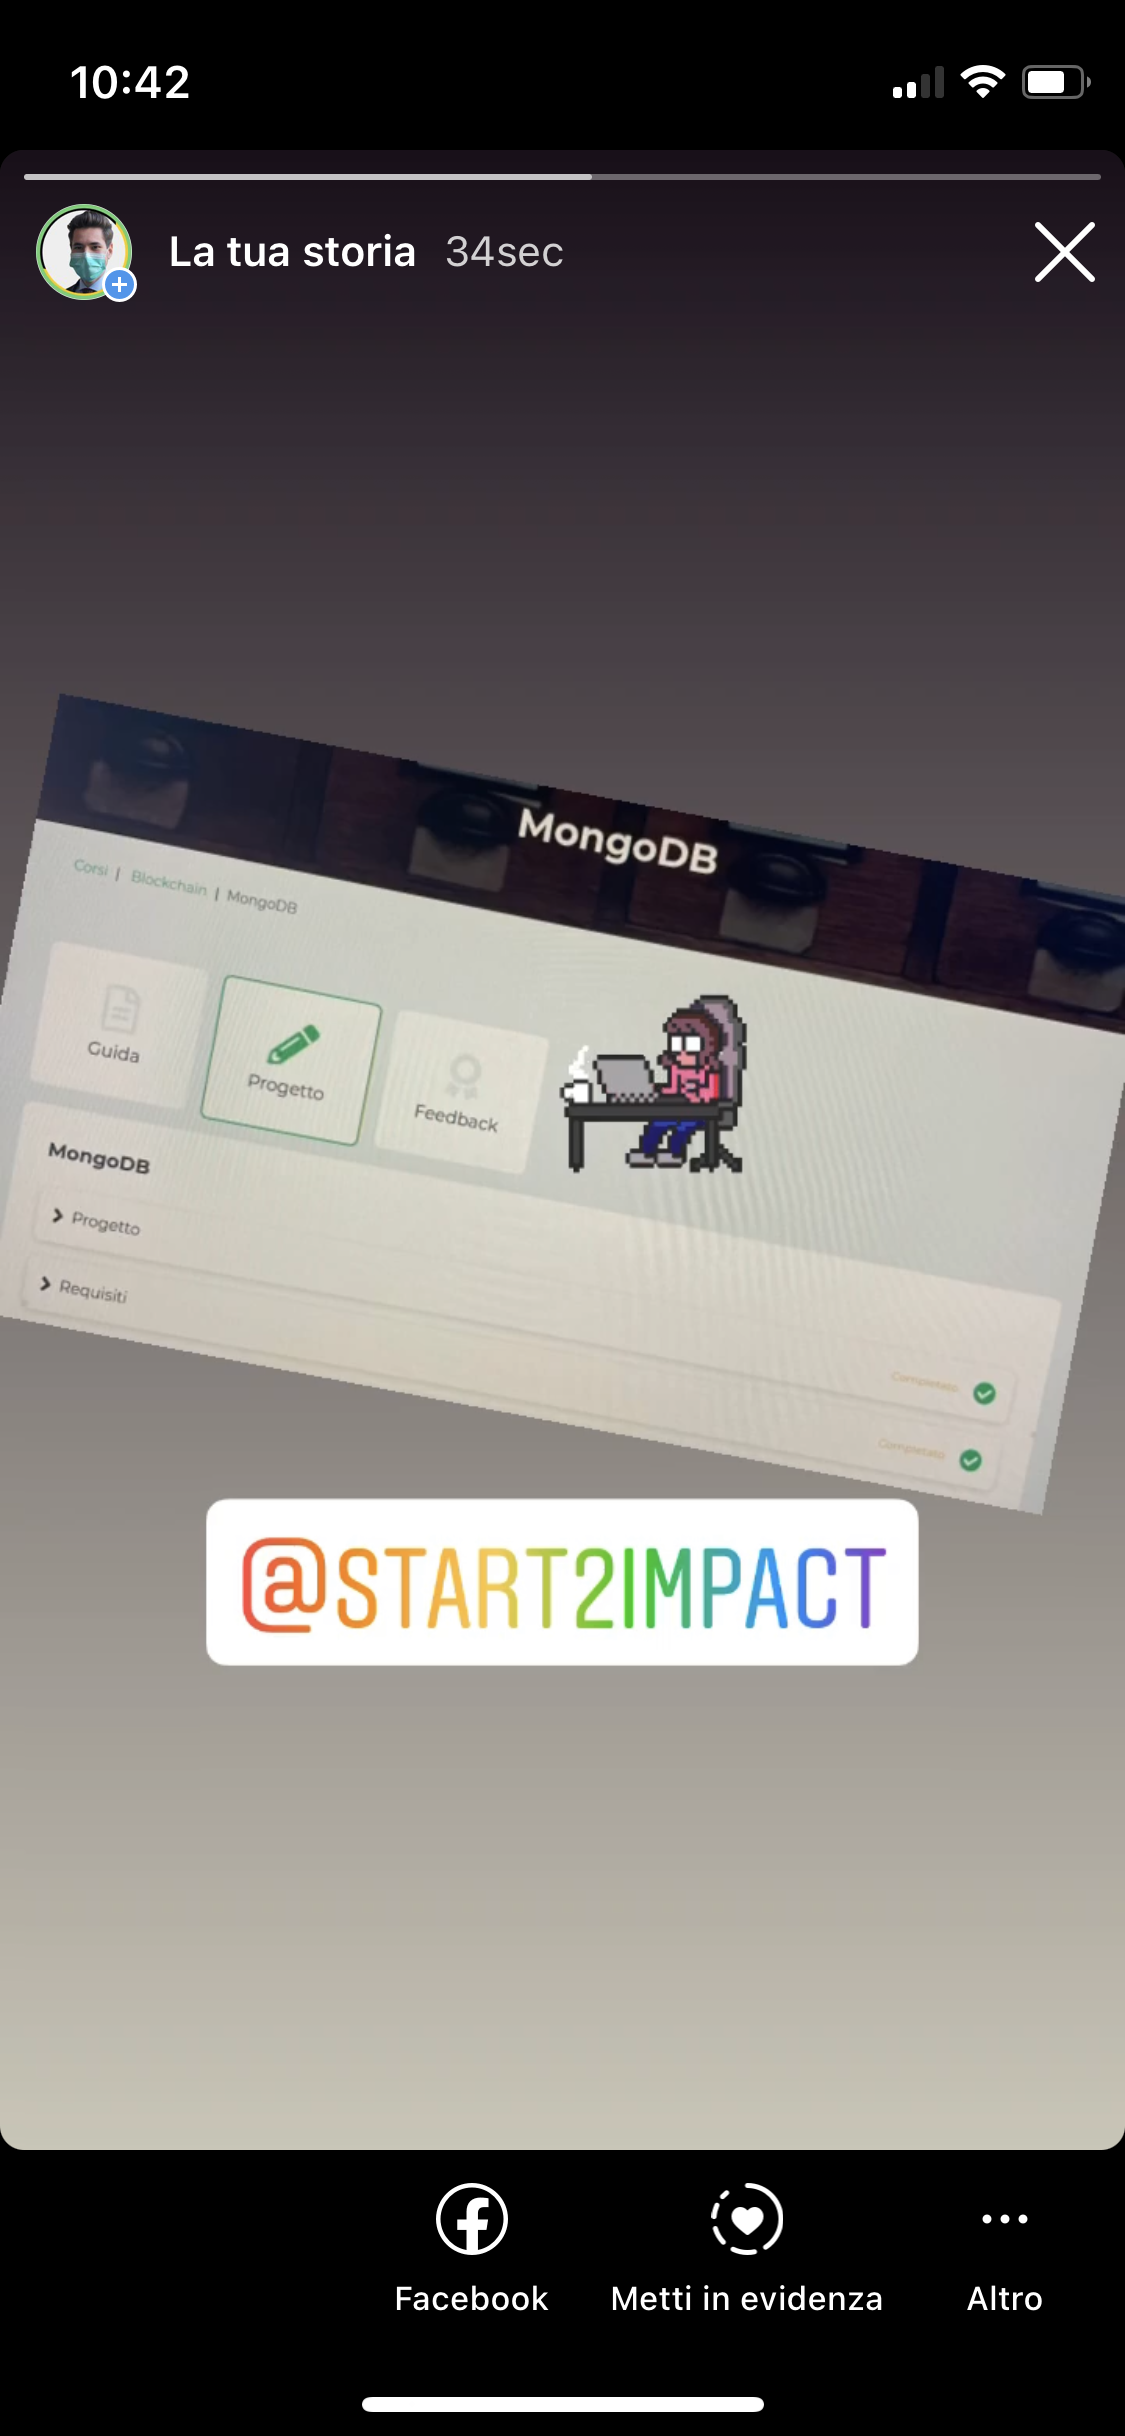 10:42
La tua storia 34sec
MongoDB
Corsi | Blockchain | MongoDB
Guida
Progetto
Feedback
MongoDB
Progetto
Completato
Requisiti
Completato
@START2IMPACT
Facebook
Metti in evidenza
Altro